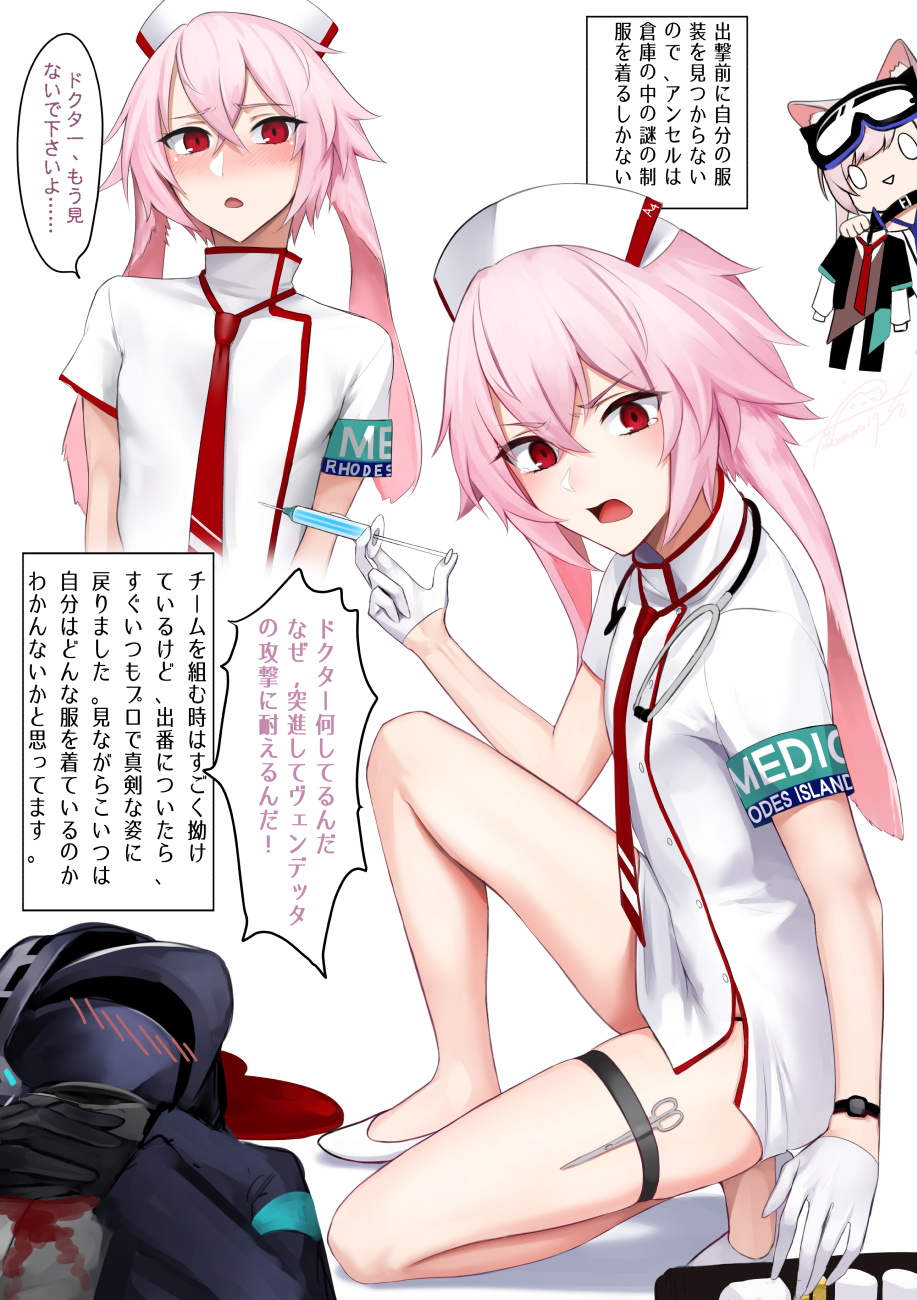 出撃前に自分の服
装を見つからない
ので、アンセルは
倉庫の中の謎の制
服を着るしかない
ドクター、もう見
ないで下さいよ……
A4
ME
RHODES
ドクター何してるんだ
なぜ,突進してヴェンデッタ
の攻撃に耐えるんだ！
MEDIC
ODES ISLAND
チームを組む時はすごく拗け
ているけど、出番についたら、
すぐいつもプロで真剣な姿に
戻りました。見ながらこいつは
自分はどんな服を着ているのか
わかんないかと思ってます。